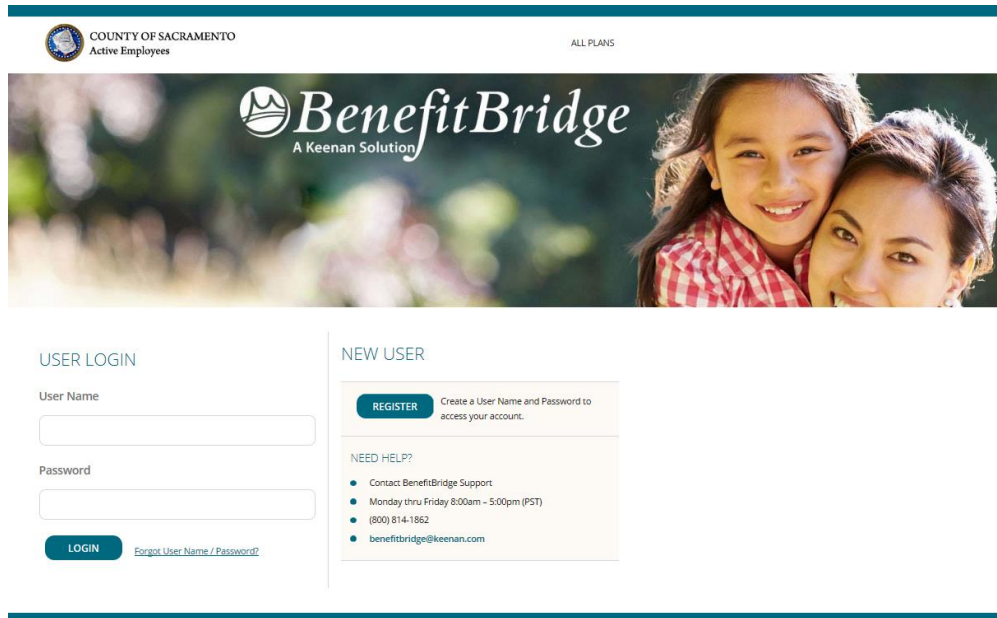 COUNTY OF SACRAMENTO
Active Employees
ALL PLANS
BenefitBridge
A Keenan Solution
USER LOGIN
User Name
Password
LOGIN
Forgot User Name / Password?
NEW USER
REGISTER
Create a User Name and Password to
access your account.
NEED HELP?
Contact BenefitBridge Support
Monday thru Friday 8:00am – 5:00pm (PST)
(800) 814-1862
benefitbridge@keenan.com